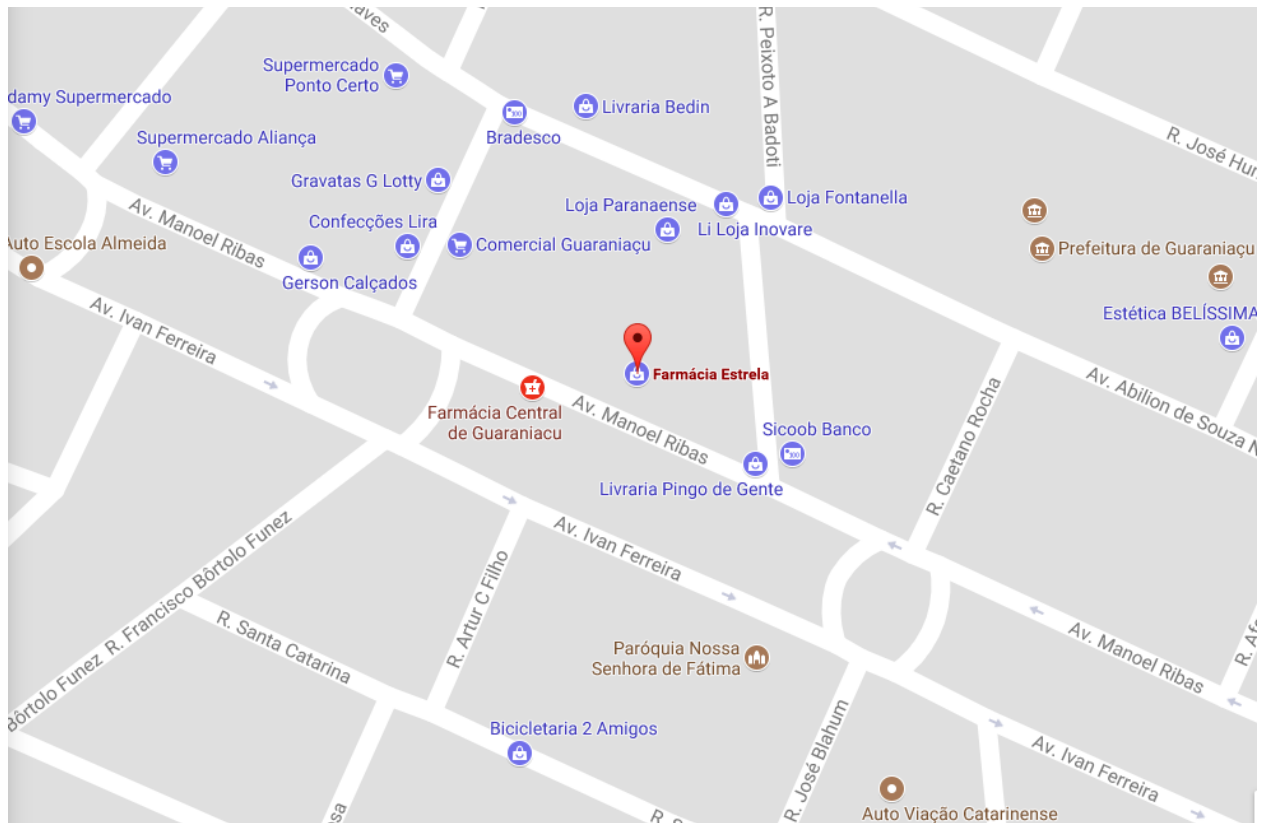 aves
Supermercado
Ponto Certo
damy Supermercado
Supermercado Aliança
Bradesco
Livraria Bedin
R. Peixoto A Badoti
R. José Hun
Gravatas G Lotty
Av. Manoel Ribas
Confecções Lira
Gerson Calçados
Comercial Guaraniaçu
Loja Paranaense
Li Loja Inovare
Loja Fontanella
Prefeitura de Guaraniaçu
Estética BELÍSSIMA
Auto Escola Almeida
Av. Ivan Ferreira
Farmácia Estrela
Farmácia Central
de Guaraniacu
Av. Manoel Ribas
Sicoob Banco
Livraria Pingo de Gente
R. Caetano Rocha
Av. Abilion de Souza N
R. Francisco Bôrtolo Funez
Bôrtolo Funez
R. Santa Catarina
R. Artur C Filho
Av. Ivan Ferreira
Paróquia Nossa
Senhora de Fátima
Av. Manoel Ribas
R. Afo
Bicicletaria 2 Amigos
R. José Blahum
Av. Ivan Ferreira
Auto Viação Catarinense
sa
R. S